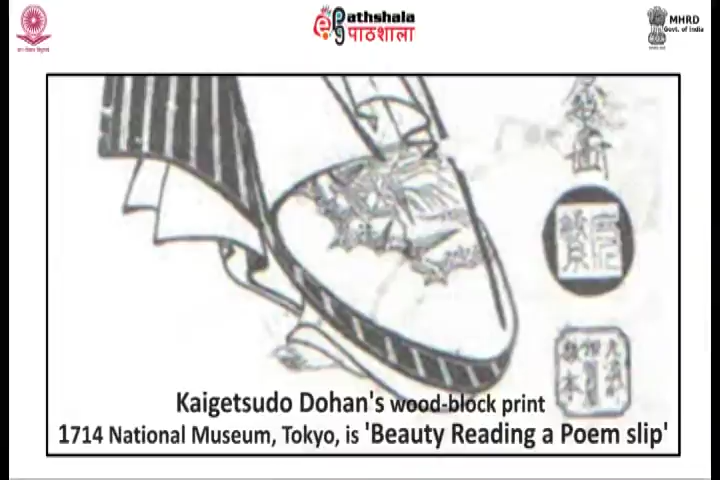 Pathshala
पाठशाला
MHRD
Govt. of India
Kaigetsudo Dohan's wood-block print
1714 National Museum, Tokyo, is 'Beauty Reading a Poem slip'